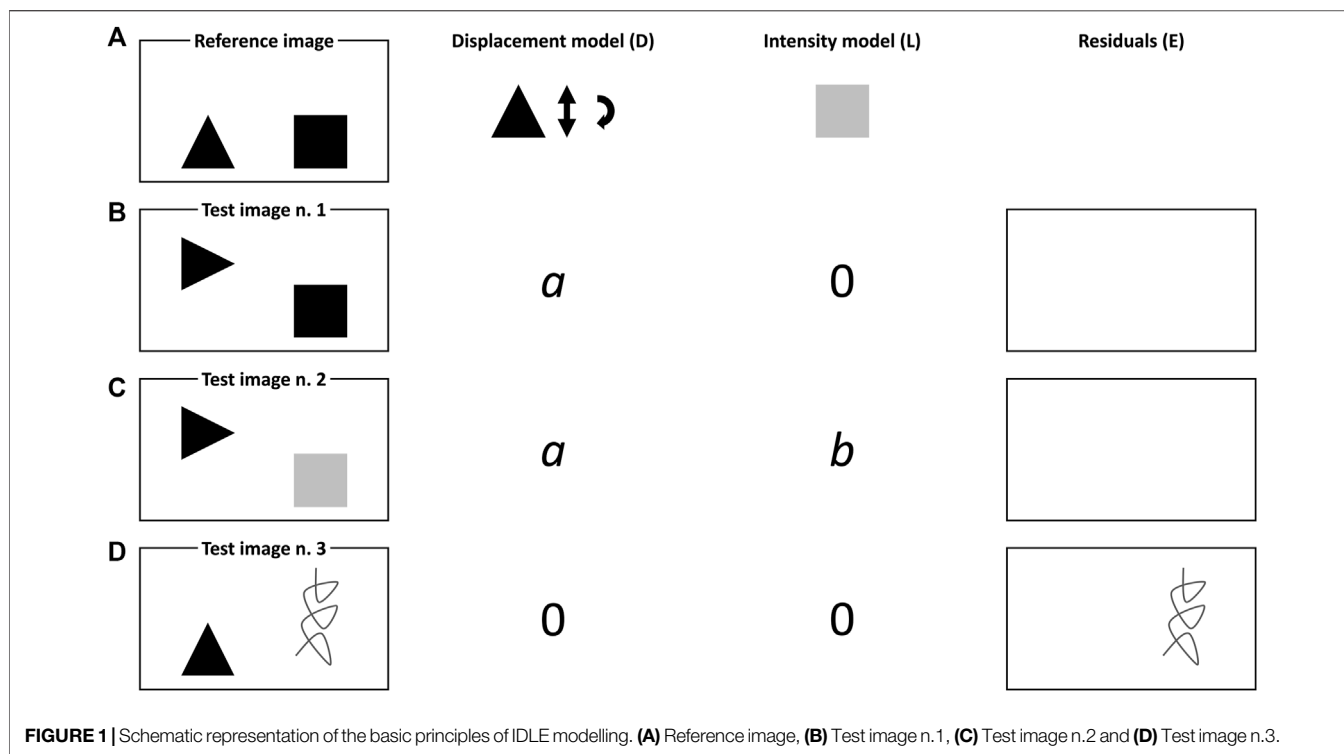 A
Reference image
Displacement model (D)
Intensity model (L)
Residuals (E)
B
Test image n. 1
a
0
C
Test image n. 2
a
b
D
Test image n. 3
0
0
FIGURE 1 | Schematic representation of the basic principles of IDLE modelling. (A) Reference image, (B) Test image n.1, (C) Test image n.2 and (D) Test image n.3.